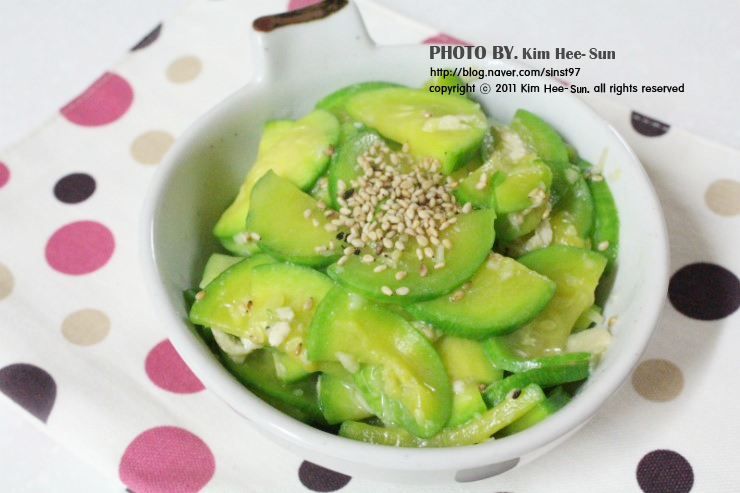 PHOTO BY. Kim Hee-Sun
http://blog.naver.com/sinst97
copyright ⓒ 2011 Kim Hee-Sun. all rights reserved